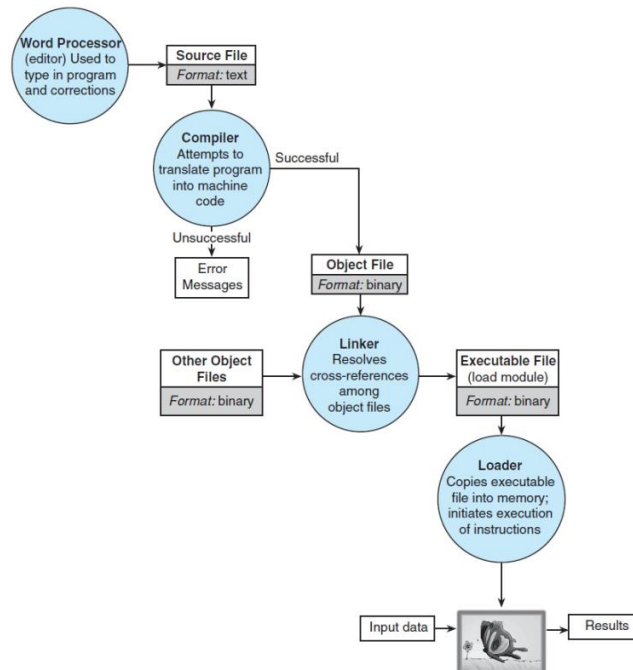 Word Processor
(editor) Used to
type in program
and corrections
Source File
Format: text
Compiler
Attempts to
translate program
into machine
code
Successful
Unsuccessful
Error
Messages
Object File
Format: binary
Other Object
Files
Format: binary
Linker
Resolves
cross-references
among
object files
Executable File
(load module)
Format: binary
Loader
Copies executable
file into memory;
initiates execution
of instructions
Input data
Results